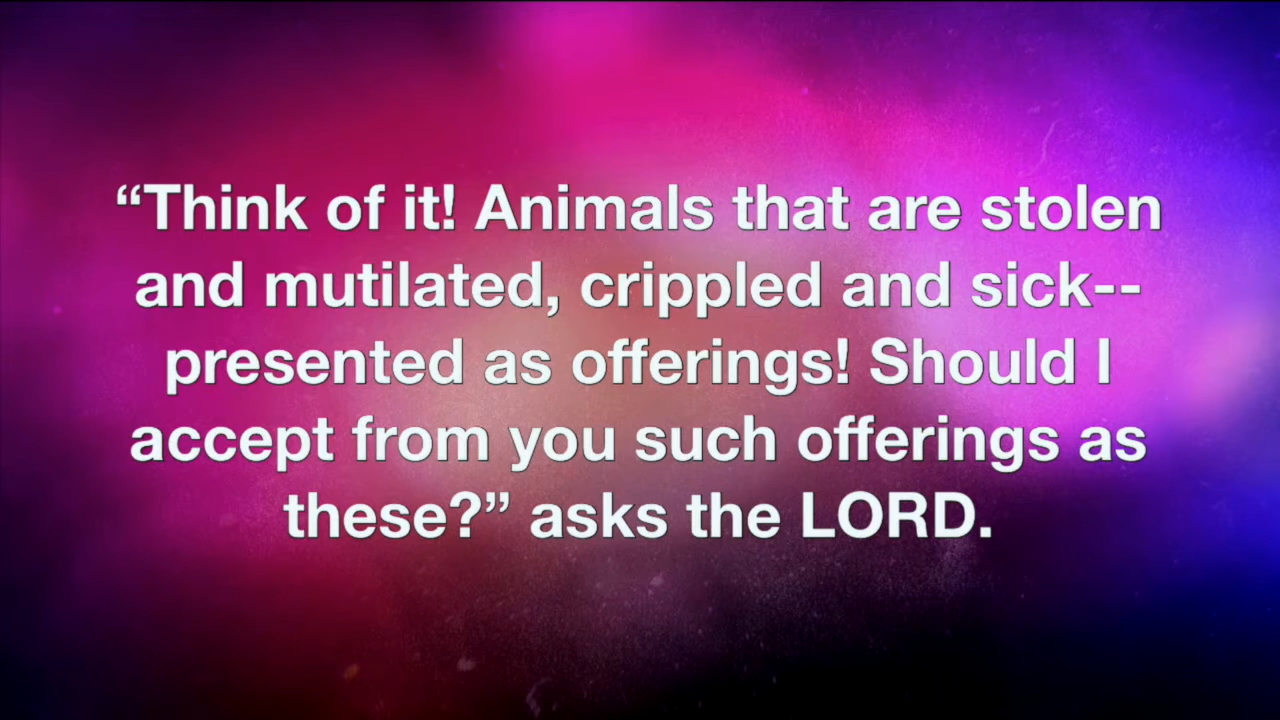 “Think of it! Animals that are stolen
and mutilated, crippled and sick--
presented as offerings! Should I
accept from you such offerings as
these?” asks the LORD.